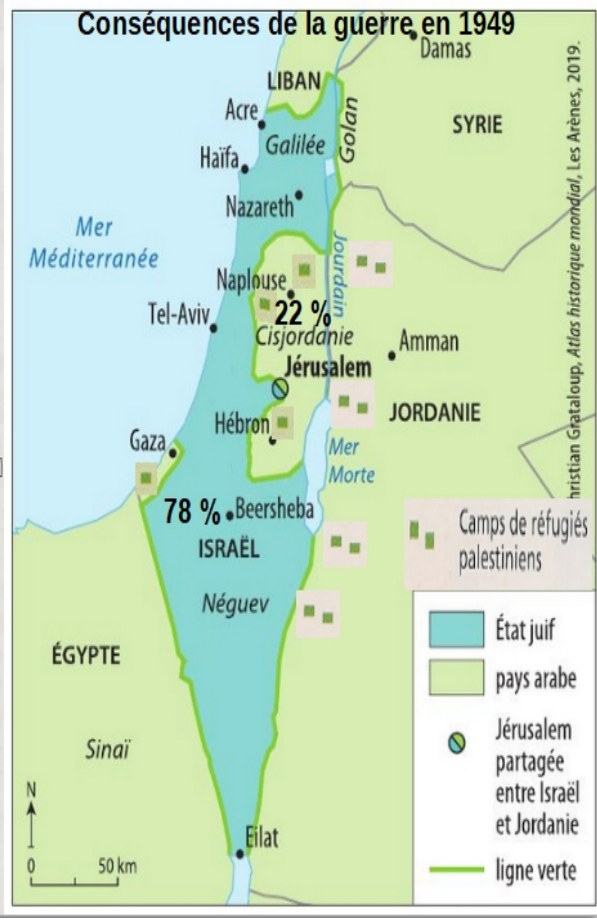 Conséquences de la guerre en 1949
Damas
LIBAN
Acre
Golan
SYRIE
Galilée
Haïfa
Nazareth
Mer
Méditerranée
Jourdain
Naplouse
22 %
Tel-Aviv
Cisjordanie
Amman
Jérusalem
JORDANIE
Hébron
Gaza
Mer
Morte
78 %
Beersheba
ISRAËL
Néguev
ÉGYPTE
Sinaï
N
0 50 km
Eilat
Camps de réfugiés
palestiniens
État juif
pays arabe
Jérusalem
partagée
entre Israël
et Jordanie
ligne verte
hristian Grataloup, Atlas historique mondial, Les Arènes, 2019.